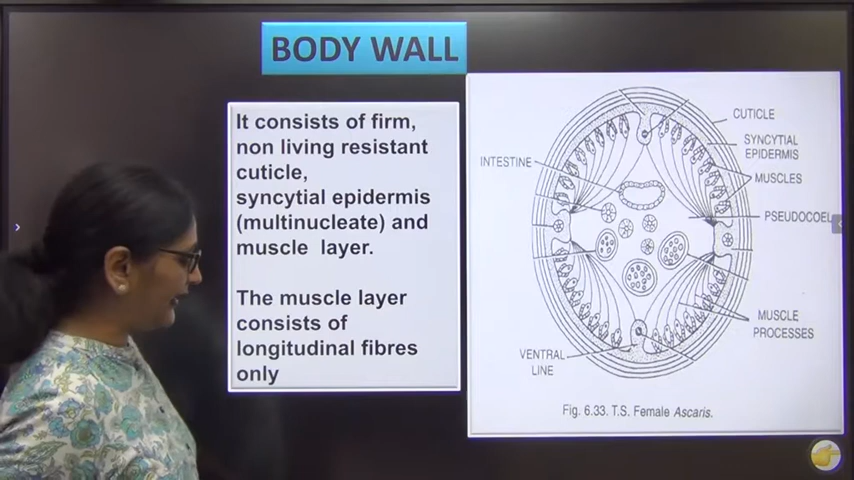 BODY WALL
It consists of firm,
non living resistant
cuticle,
syncytial epidermis
(multinucleate) and
muscle layer.
The muscle layer
consists of
longitudinal fibres
only
CUTICLE
SYNCYTIAL
EPIDERMIS
INTESTINE
MUSCLES
PSEUDOCOEL
MUSCLE
PROCESSES
VENTRAL
LINE
Fig. 6.33. T.S. Female Ascaris.